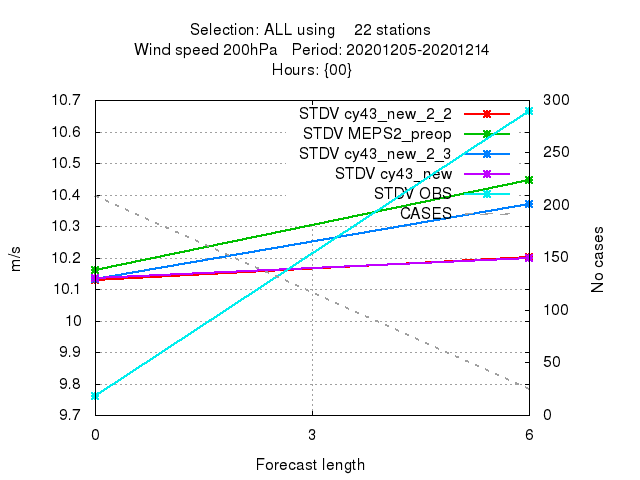 Selection: ALL using    22 stations
Wind speed 200hPa   Period: 20201205-20201214
Hours: {00}
STDV cy43_new_2_2
STDV MEPS2_preop
STDV cy43_new_2_3
STDV cy43_new
STDV OBS
CASES
10.7
10.6
10.5
10.4
10.3
10.2
10.1
10
9.9
9.8
9.7
m/s
300
250
200
150
100
50
0
No cases
0
3
6
Forecast length